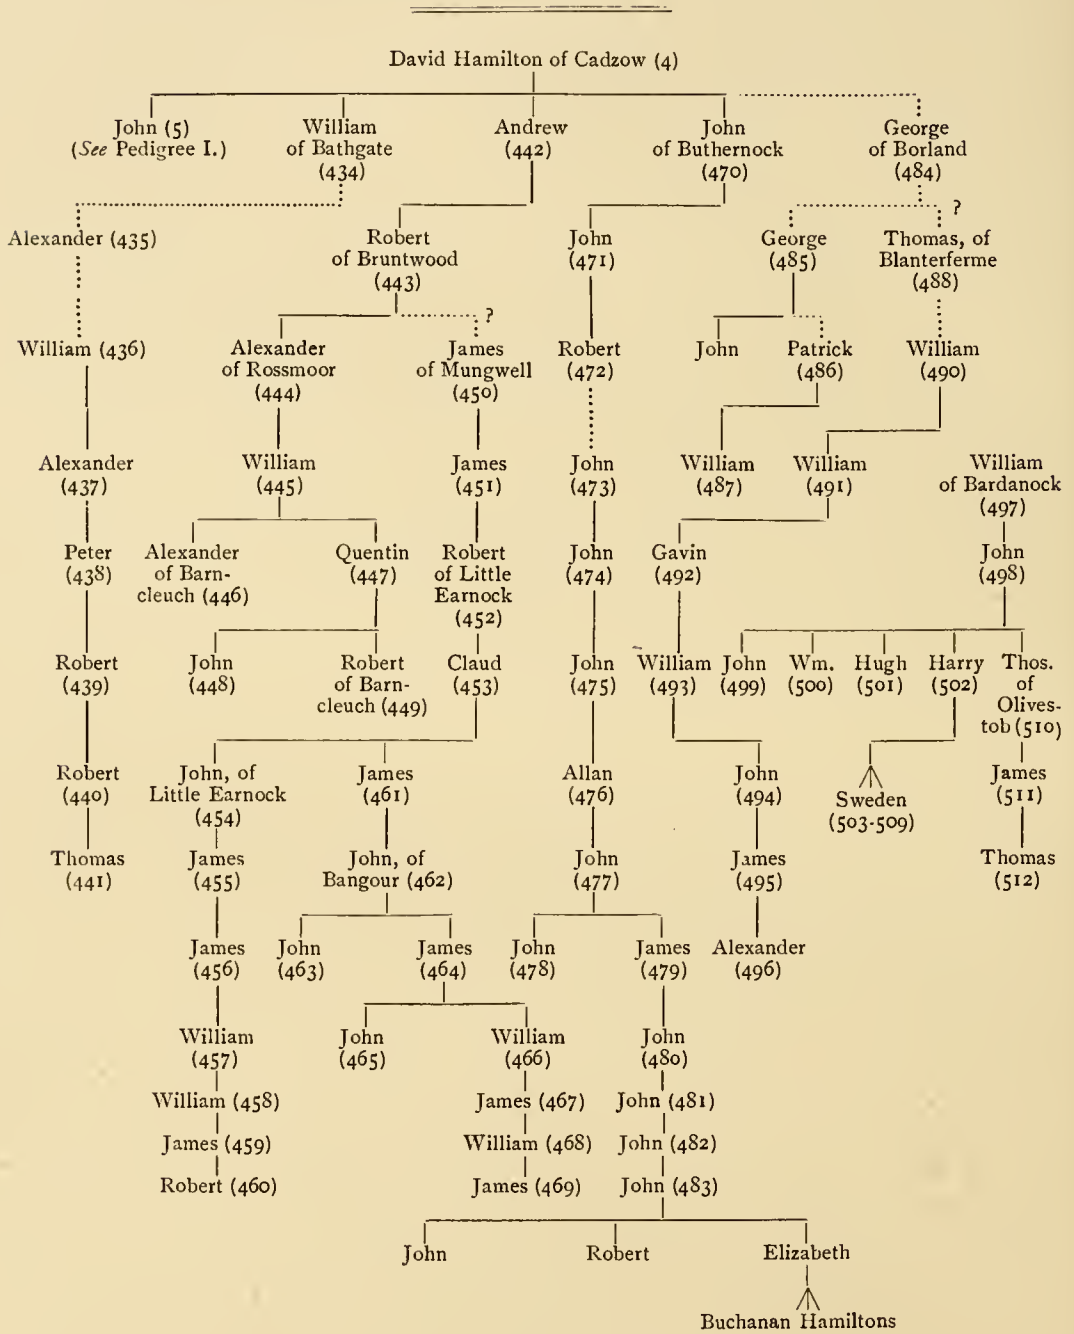 David Hamilton of Cadzow (4)
John (5)
(See Pedigree I.)
William
of Bathgate
(434)
Andrew
(442)
John
of Buthernock
(470)
George
of Borland
(484)
Alexander (435)
Robert
of Bruntwood
(443)
John
(471)
George
(485)
?
Thomas, of
Blanterferme
(488)
William (436)
Alexander
of Rossmoor
(444)
?
James
of Mungwell
(450)
Robert
(472)
John
Patrick
(486)
William
(490)
Alexander
(437)
William
(445)
James
(451)
John
(473)
William
(487)
William
(491)
William
of Bardanock
(497)
Peter
(438)
Alexander
of Barn-
cleuch (446)
Quentin
(447)
Robert
of Little
Earnock
(452)
John
(474)
Gavin
(492)
John
(498)
Robert
(439)
John
(448)
Robert
of Barn-
cleuch (449)
Claud
(453)
John
(475)
William
(493)
John
(499)
Wm.
(500)
Hugh
(501)
Harry
(502)
Thos.
of
Olives-
tob (510)
Robert
(440)
John, of
Little Earnock
(454)
James
(461)
Allan
(476)
John
(494)
Sweden
(503-509)
James
(511)
Thomas
(441)
James
(455)
John, of
Bangour (462)
John
(477)
James
(495)
Thomas
(512)
James
(456)
John
(463)
James
(464)
John
(478)
James
(479)
Alexander
(496)
William
(457)
John
(465)
William
(466)
John
(480)
William (458)
James (467)
John (481)
James (459)
William (468)
John (482)
Robert (460)
James (469)
John (483)
John
Robert
Elizabeth
Buchanan Hamiltons